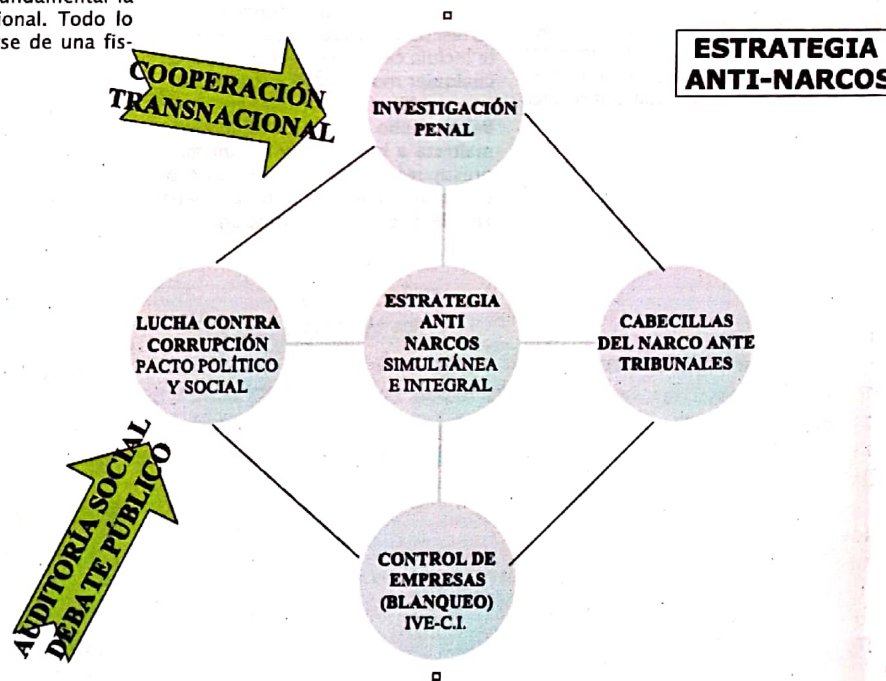 undamental la
ional. Todo lo
se de una fis-
ESTRATEGIA
ANTI-NARCOS
COOPERACIÓN
TRANSNACIONAL
INVESTIGACIÓN
PENAL
LUCHA CONTRA
CORRUPCIÓN
PACTO POLÍTICO
Y SOCIAL
ESTRATEGIA
ANTI
NARCOS
SIMULTÁNEA
E INTEGRAL
CABECILLAS
DEL NARCO ANTE
TRIBUNALES
AUDITORÍA SOCIAL
DEBATE PÚBLICO
CONTROL DE
EMPRESAS
(BLANQUEO)
IVE-C.I.